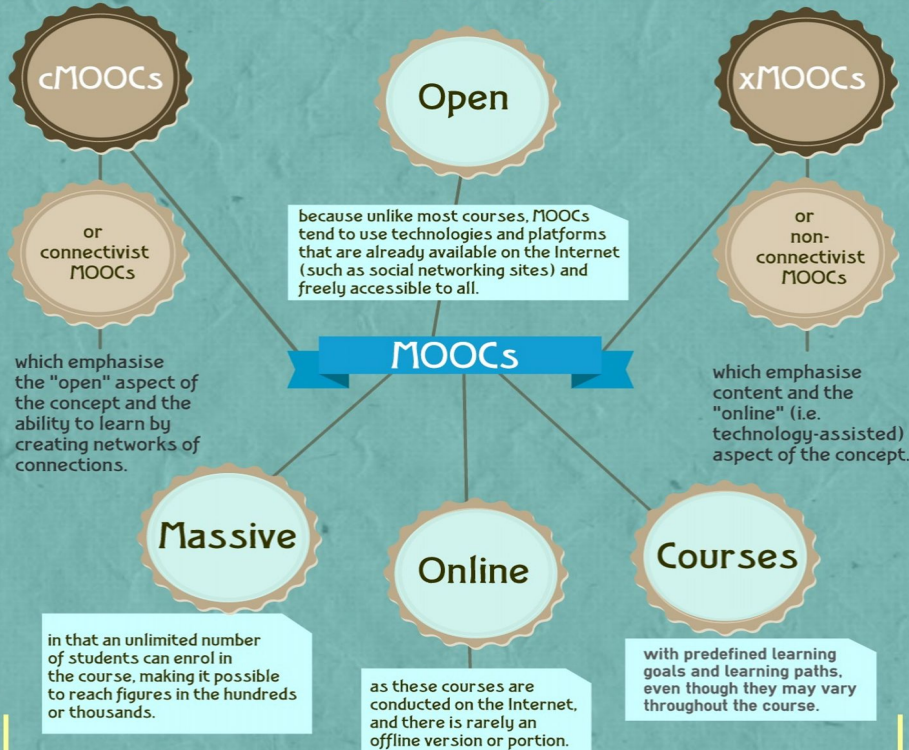 cMOOCs
or
connectivist
MOOCs
which emphasise
the "open" aspect of
the concept and the
ability to learn by
creating networks of
connections.
Open
because unlike most courses, MOOCs
tend to use technologies and platforms
that are already available on the Internet
(such as social networking sites) and
freely accessible to all.
xMOOCs
or
non-
connectivist
MOOCs
which emphasise
content and the
"online" (i.e.
technology-assisted)
aspect of the concept.
MOOCs
Massive
in that an unlimited number
of students can enrol in
the course, making it possible
to reach figures in the hundreds
or thousands.
Online
as these courses are
conducted on the Internet,
and there is rarely an
offline version or portion.
Courses
with predefined learning
goals and learning paths,
even though they may vary
throughout the course.